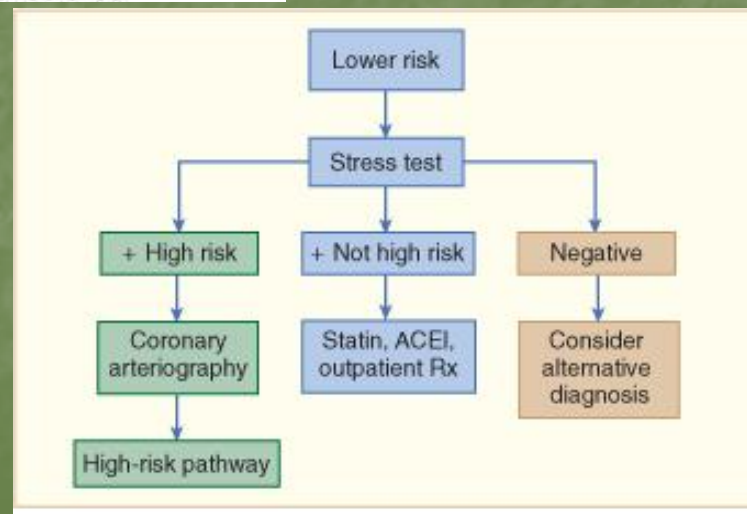 Lower risk
Stress test
+ High risk
+ Not high risk
Negative
Coronary
arteriography
Statin, ACEI,
outpatient Rx
Consider
alternative
diagnosis
High-risk pathway